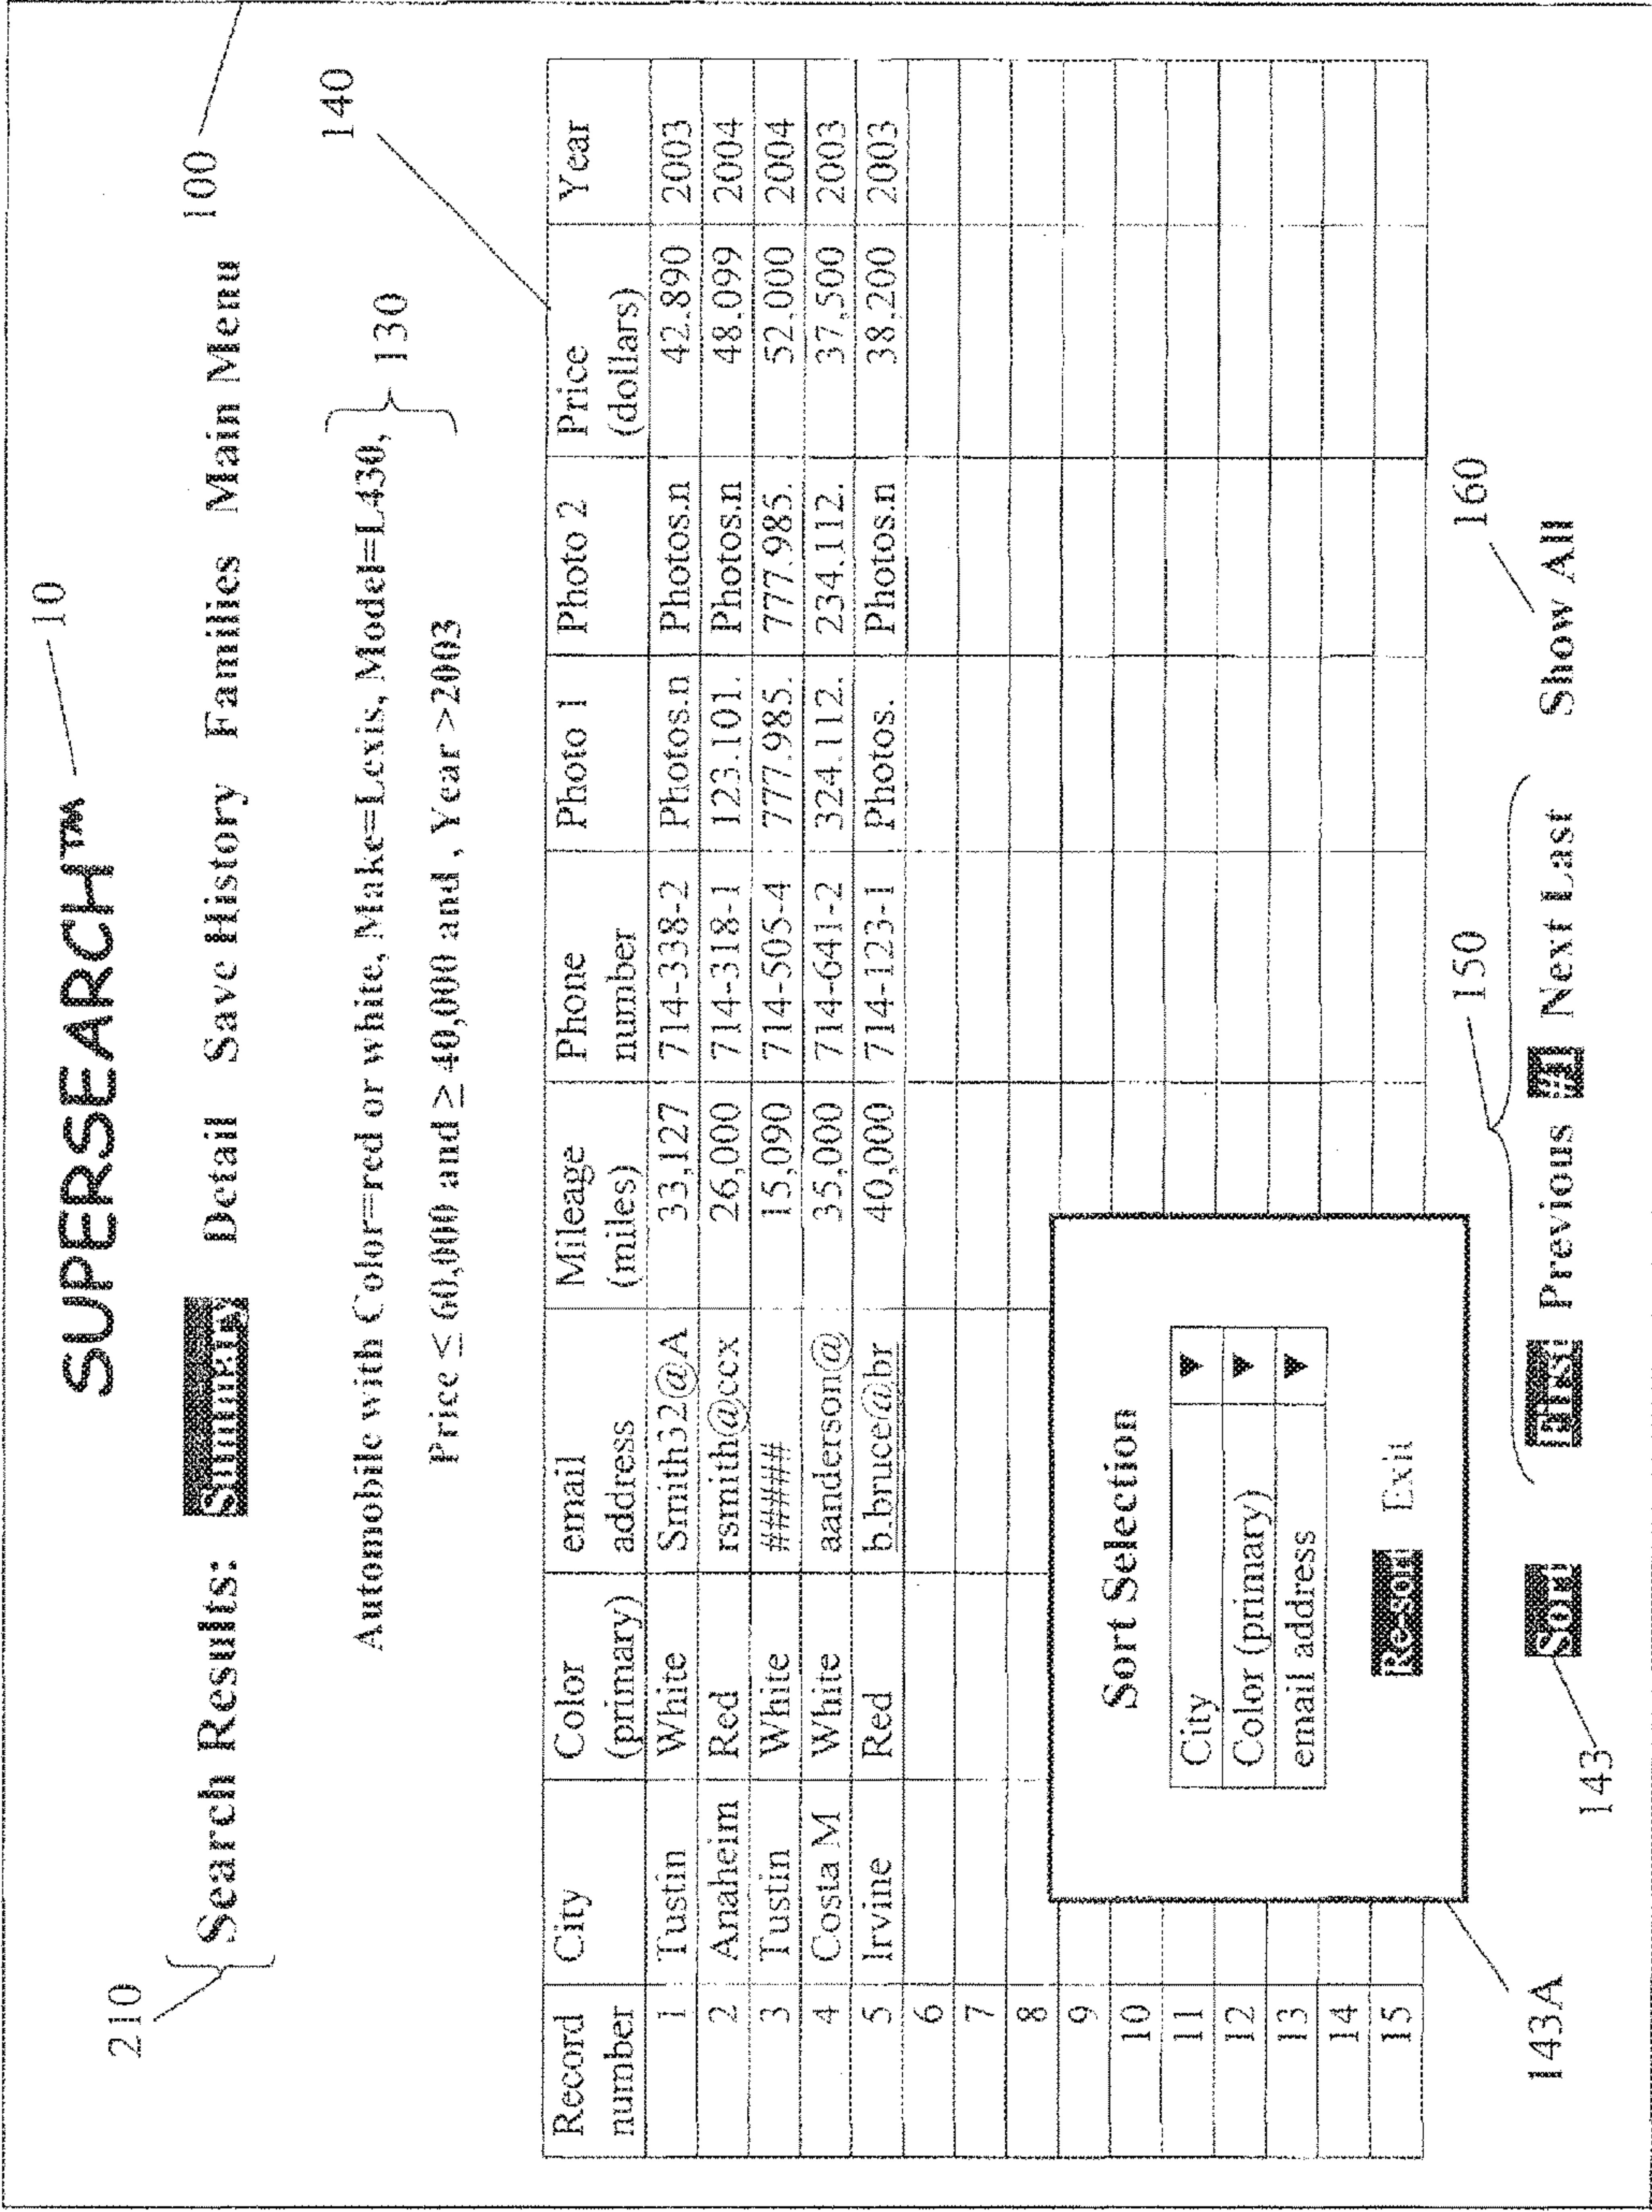 SUPERSEARCH™ 10
210 Search Results: Summary Detail Save History Families Main Menu 100
Automobile with Color=red or white, Make=Lexis, Model=L430, 130
Price ≤ 60,000 and ≥ 40,000 and , Year >2003
140
Record number City Color (primary) email address Mileage (miles) Phone number Photo 1 Photo 2 Price (dollars) Year
1 Tustin White Smith32@A 33,127 714-338-2 Photos.n Photos.n 42.890 2003
2 Anaheim Red rsmith@ccx 26,000 714-318-1 123.101. Photos.n 48.099 2004
3 Tustin White ##### 15,090 714-505-4 777.985. 777.985. 52,000 2004
4 Costa M White aanderson@ 35,000 714-641-2 324.112. 234.112. 37,500 2003
5 Irvine Red b.bruce@br 40,000 714-123-1 Photos. Photos.n 38,200 2003
6
7
8
9
10
11
12
13
14
15
Sort Selection
City
Color (primary)
email address
Re-sort Exit
143A
150 160
Sort First Previous #1 Next Last Show All
143